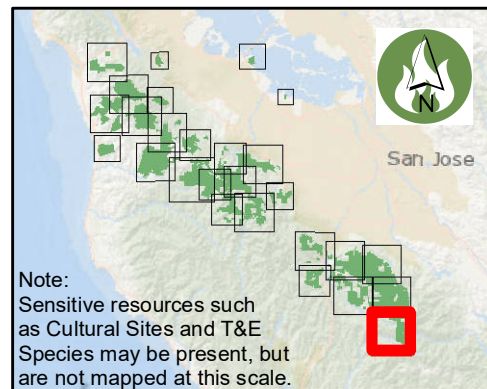 N
San Jose
Note:
Sensitive resources such
as Cultural Sites and T&E
Species may be present, but
are not mapped at this scale.